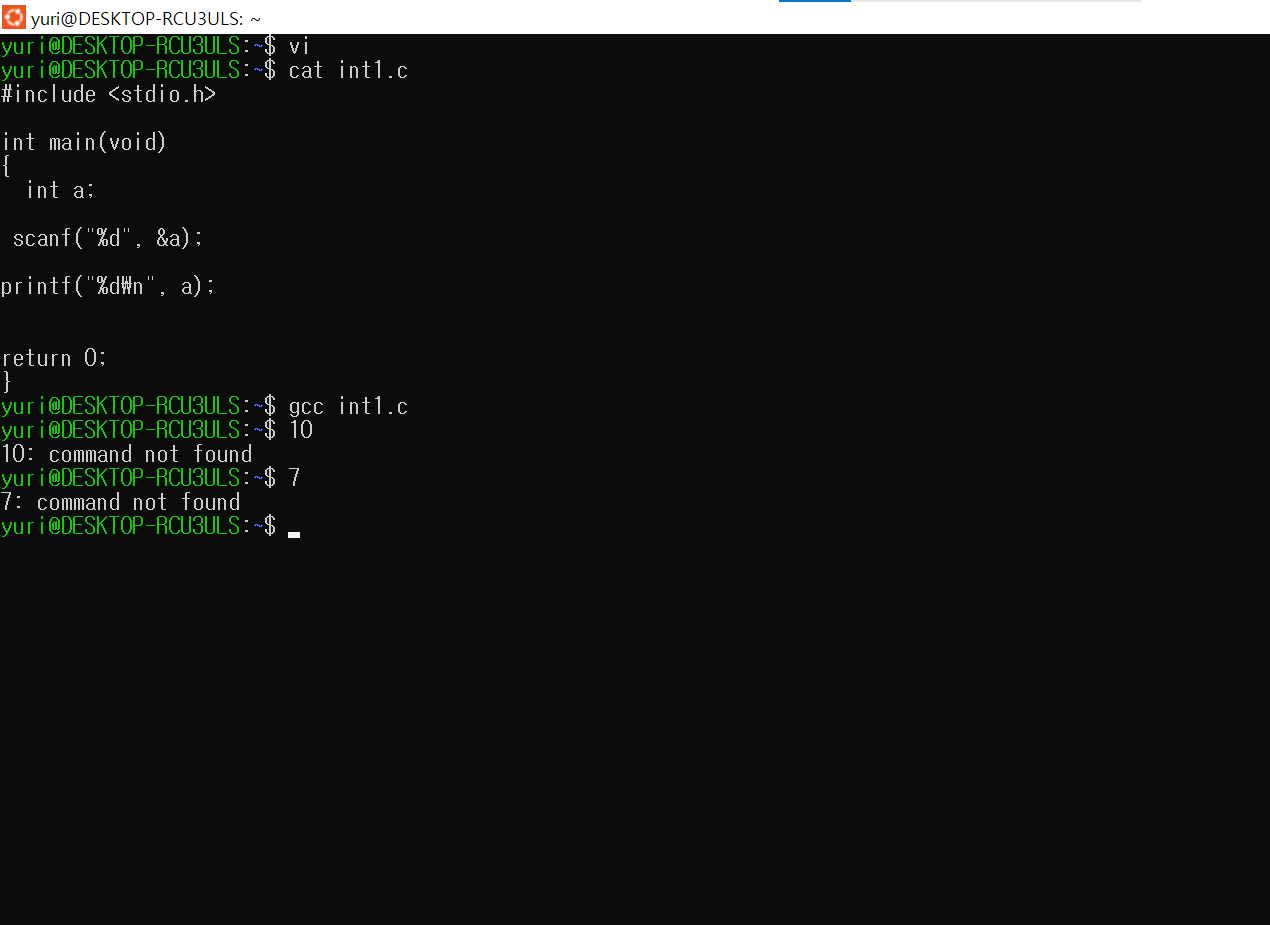 yuri@DESKTOP-RCU3ULS: ~
yuri@DESKTOP-RCU3ULS:~$ vi
yuri@DESKTOP-RCU3ULS:~$ cat int1.c
#include <stdio.h>
int main(void)
{
int a;
scanf("%d", &a);
printf("%d₩n", a);
return 0;
}
yuri@DESKTOP-RCU3ULS:~$ gcc int1.c
yuri@DESKTOP-RCU3ULS:~$ 10
10: command not found
yuri@DESKTOP-RCU3ULS:~$ 7
7: command not found
yuri@DESKTOP-RCU3ULS:~$